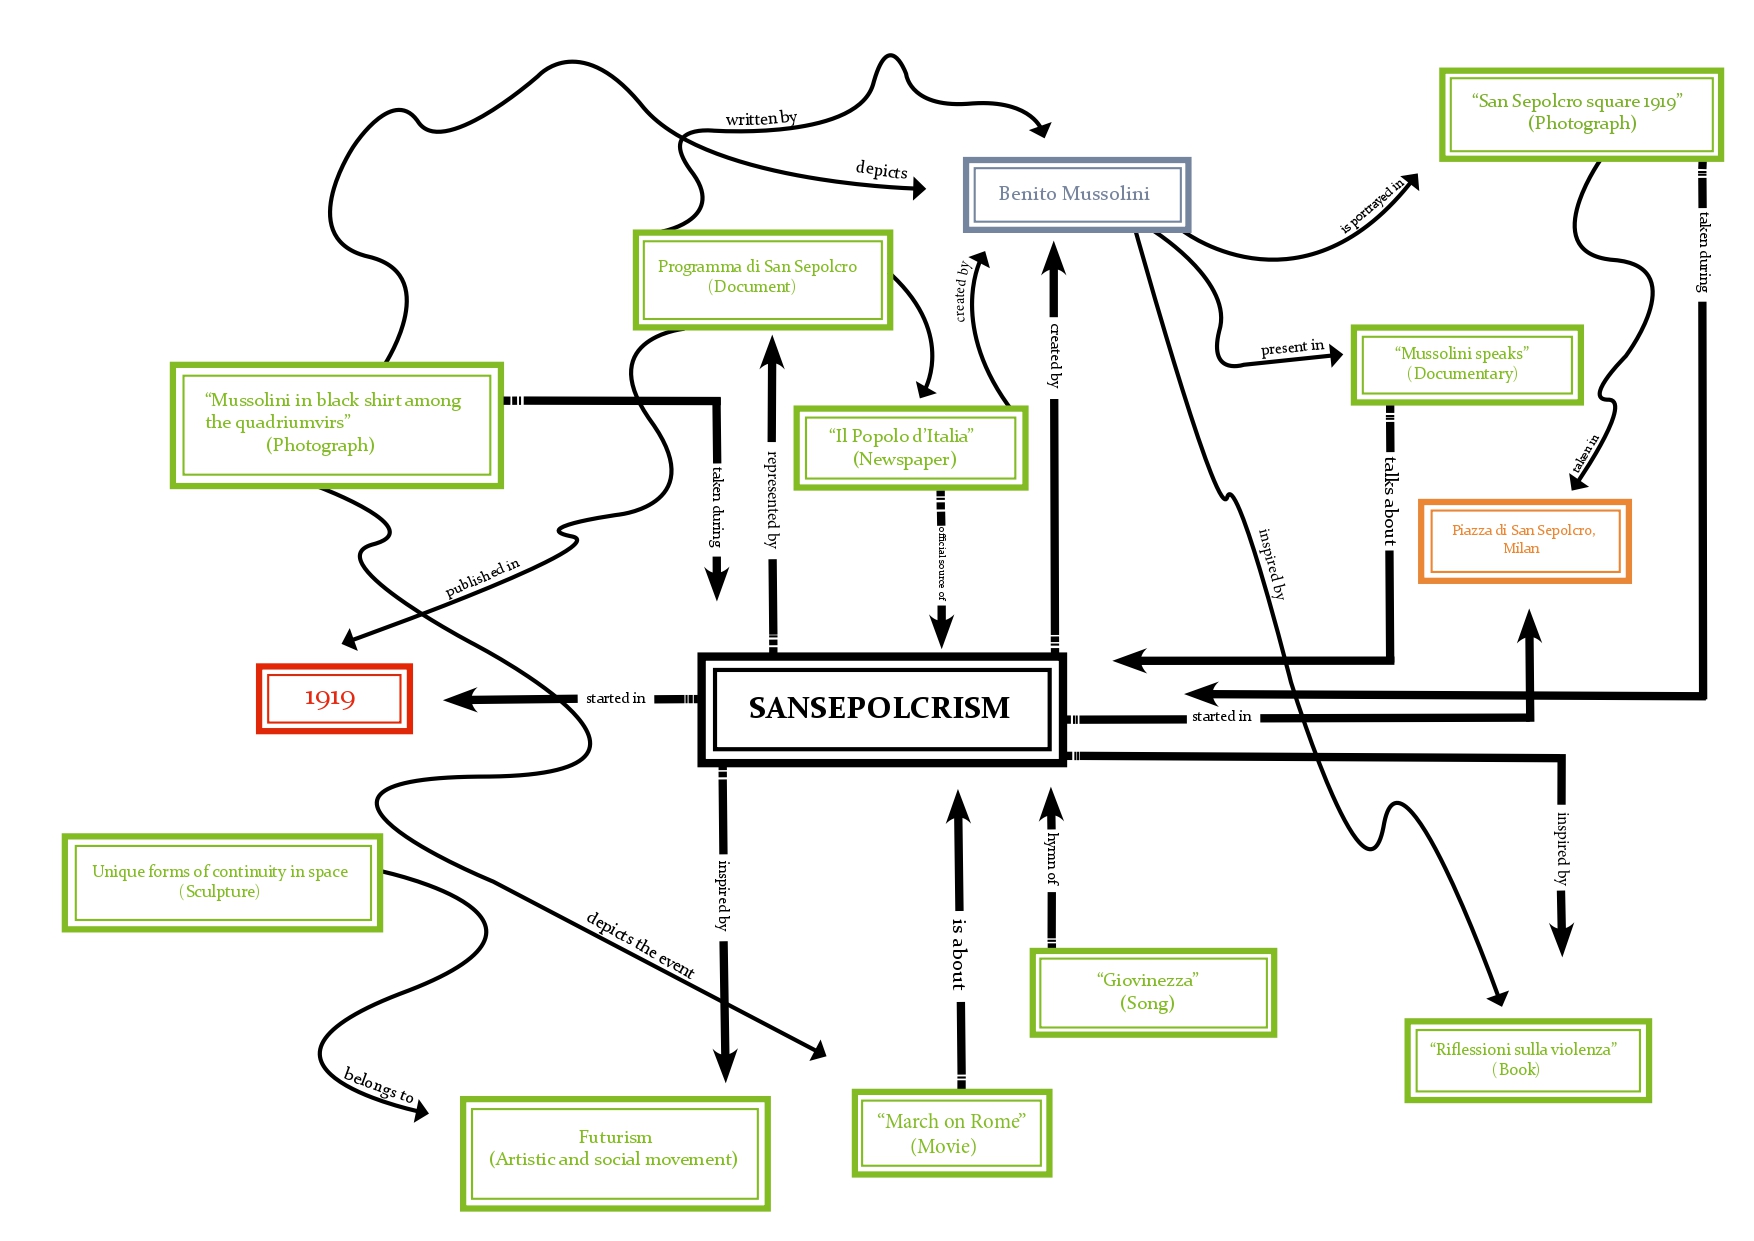 written by
“San Sepolcro square 1919”
(Photograph)
depicts
Benito Mussolini
is portrayed in
taken during
Programma di San Sepolcro
(Document)
created by
created by
present in
“Mussolini speaks”
(Documentary)
“Mussolini in black shirt among
the quadriumvirs”
(Photograph)
“Il Popolo d’Italia”
(Newspaper)
taken during
represented by
talks about
taken in
official source of
inspired by
Piazza di San Sepolcro,
Milan
published in
1919
started in
SANSEPOLCRISM
started in
Unique forms of continuity in space
(Sculpture)
inspired by
hymn of
inspired by
depicts the event
is about
“Giovinezza”
(Song)
“Riflessioni sulla violenza”
(Book)
belongs to
Futurism
(Artistic and social movement)
“March on Rome”
(Movie)